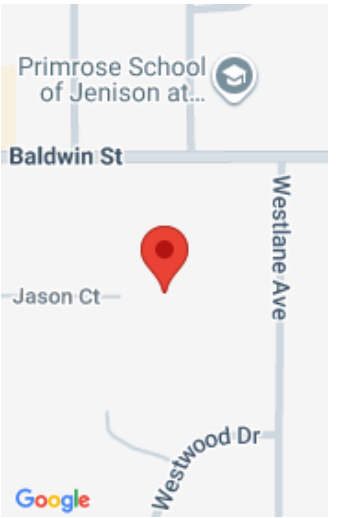 Primrose School
of Jenison at...
Baldwin St
Westlane Ave
Jason Ct
Westwood Dr
Google